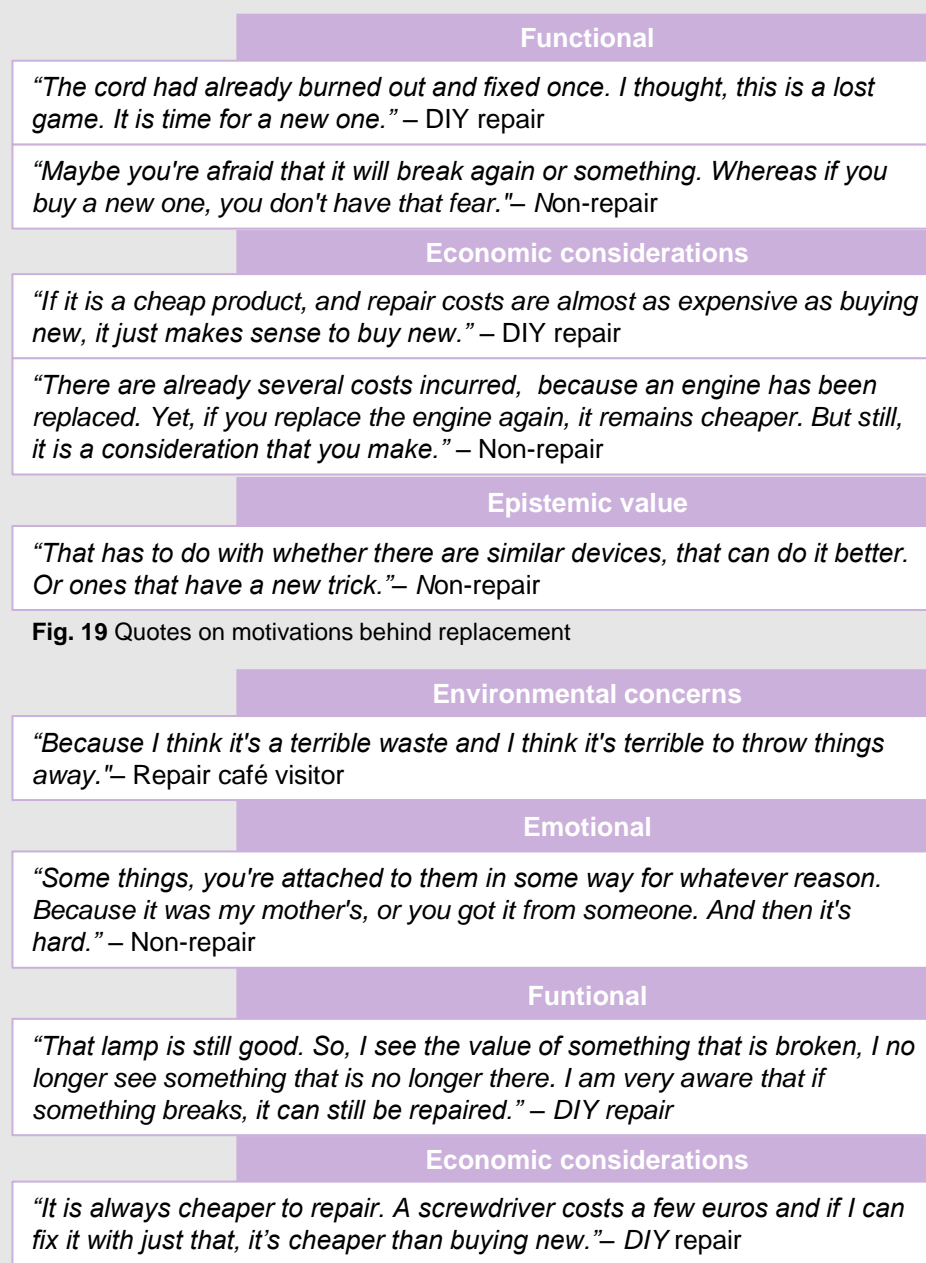 Functional
“The cord had already burned out and fixed once. I thought, this is a lost
game. It is time for a new one.” – DIY repair
“Maybe you're afraid that it will break again or something. Whereas if you
buy a new one, you don't have that fear."– Non-repair
Economic considerations
“If it is a cheap product, and repair costs are almost as expensive as buying
new, it just makes sense to buy new.” – DIY repair
“There are already several costs incurred,  because an engine has been
replaced. Yet, if you replace the engine again, it remains cheaper. But still,
it is a consideration that you make.” – Non-repair
Epistemic value
“That has to do with whether there are similar devices, that can do it better.
Or ones that have a new trick.”– Non-repair
Fig. 19 Quotes on motivations behind replacement
Environmental concerns
“Because I think it's a terrible waste and I think it's terrible to throw things
away."– Repair café visitor
Emotional
“Some things, you're attached to them in some way for whatever reason.
Because it was my mother's, or you got it from someone. And then it's
hard.” – Non-repair
Funtional
“That lamp is still good. So, I see the value of something that is broken, I no
longer see something that is no longer there. I am very aware that if
something breaks, it can still be repaired.” – DIY repair
Economic considerations
“It is always cheaper to repair. A screwdriver costs a few euros and if I can
fix it with just that, it’s cheaper than buying new.”– DIY repair